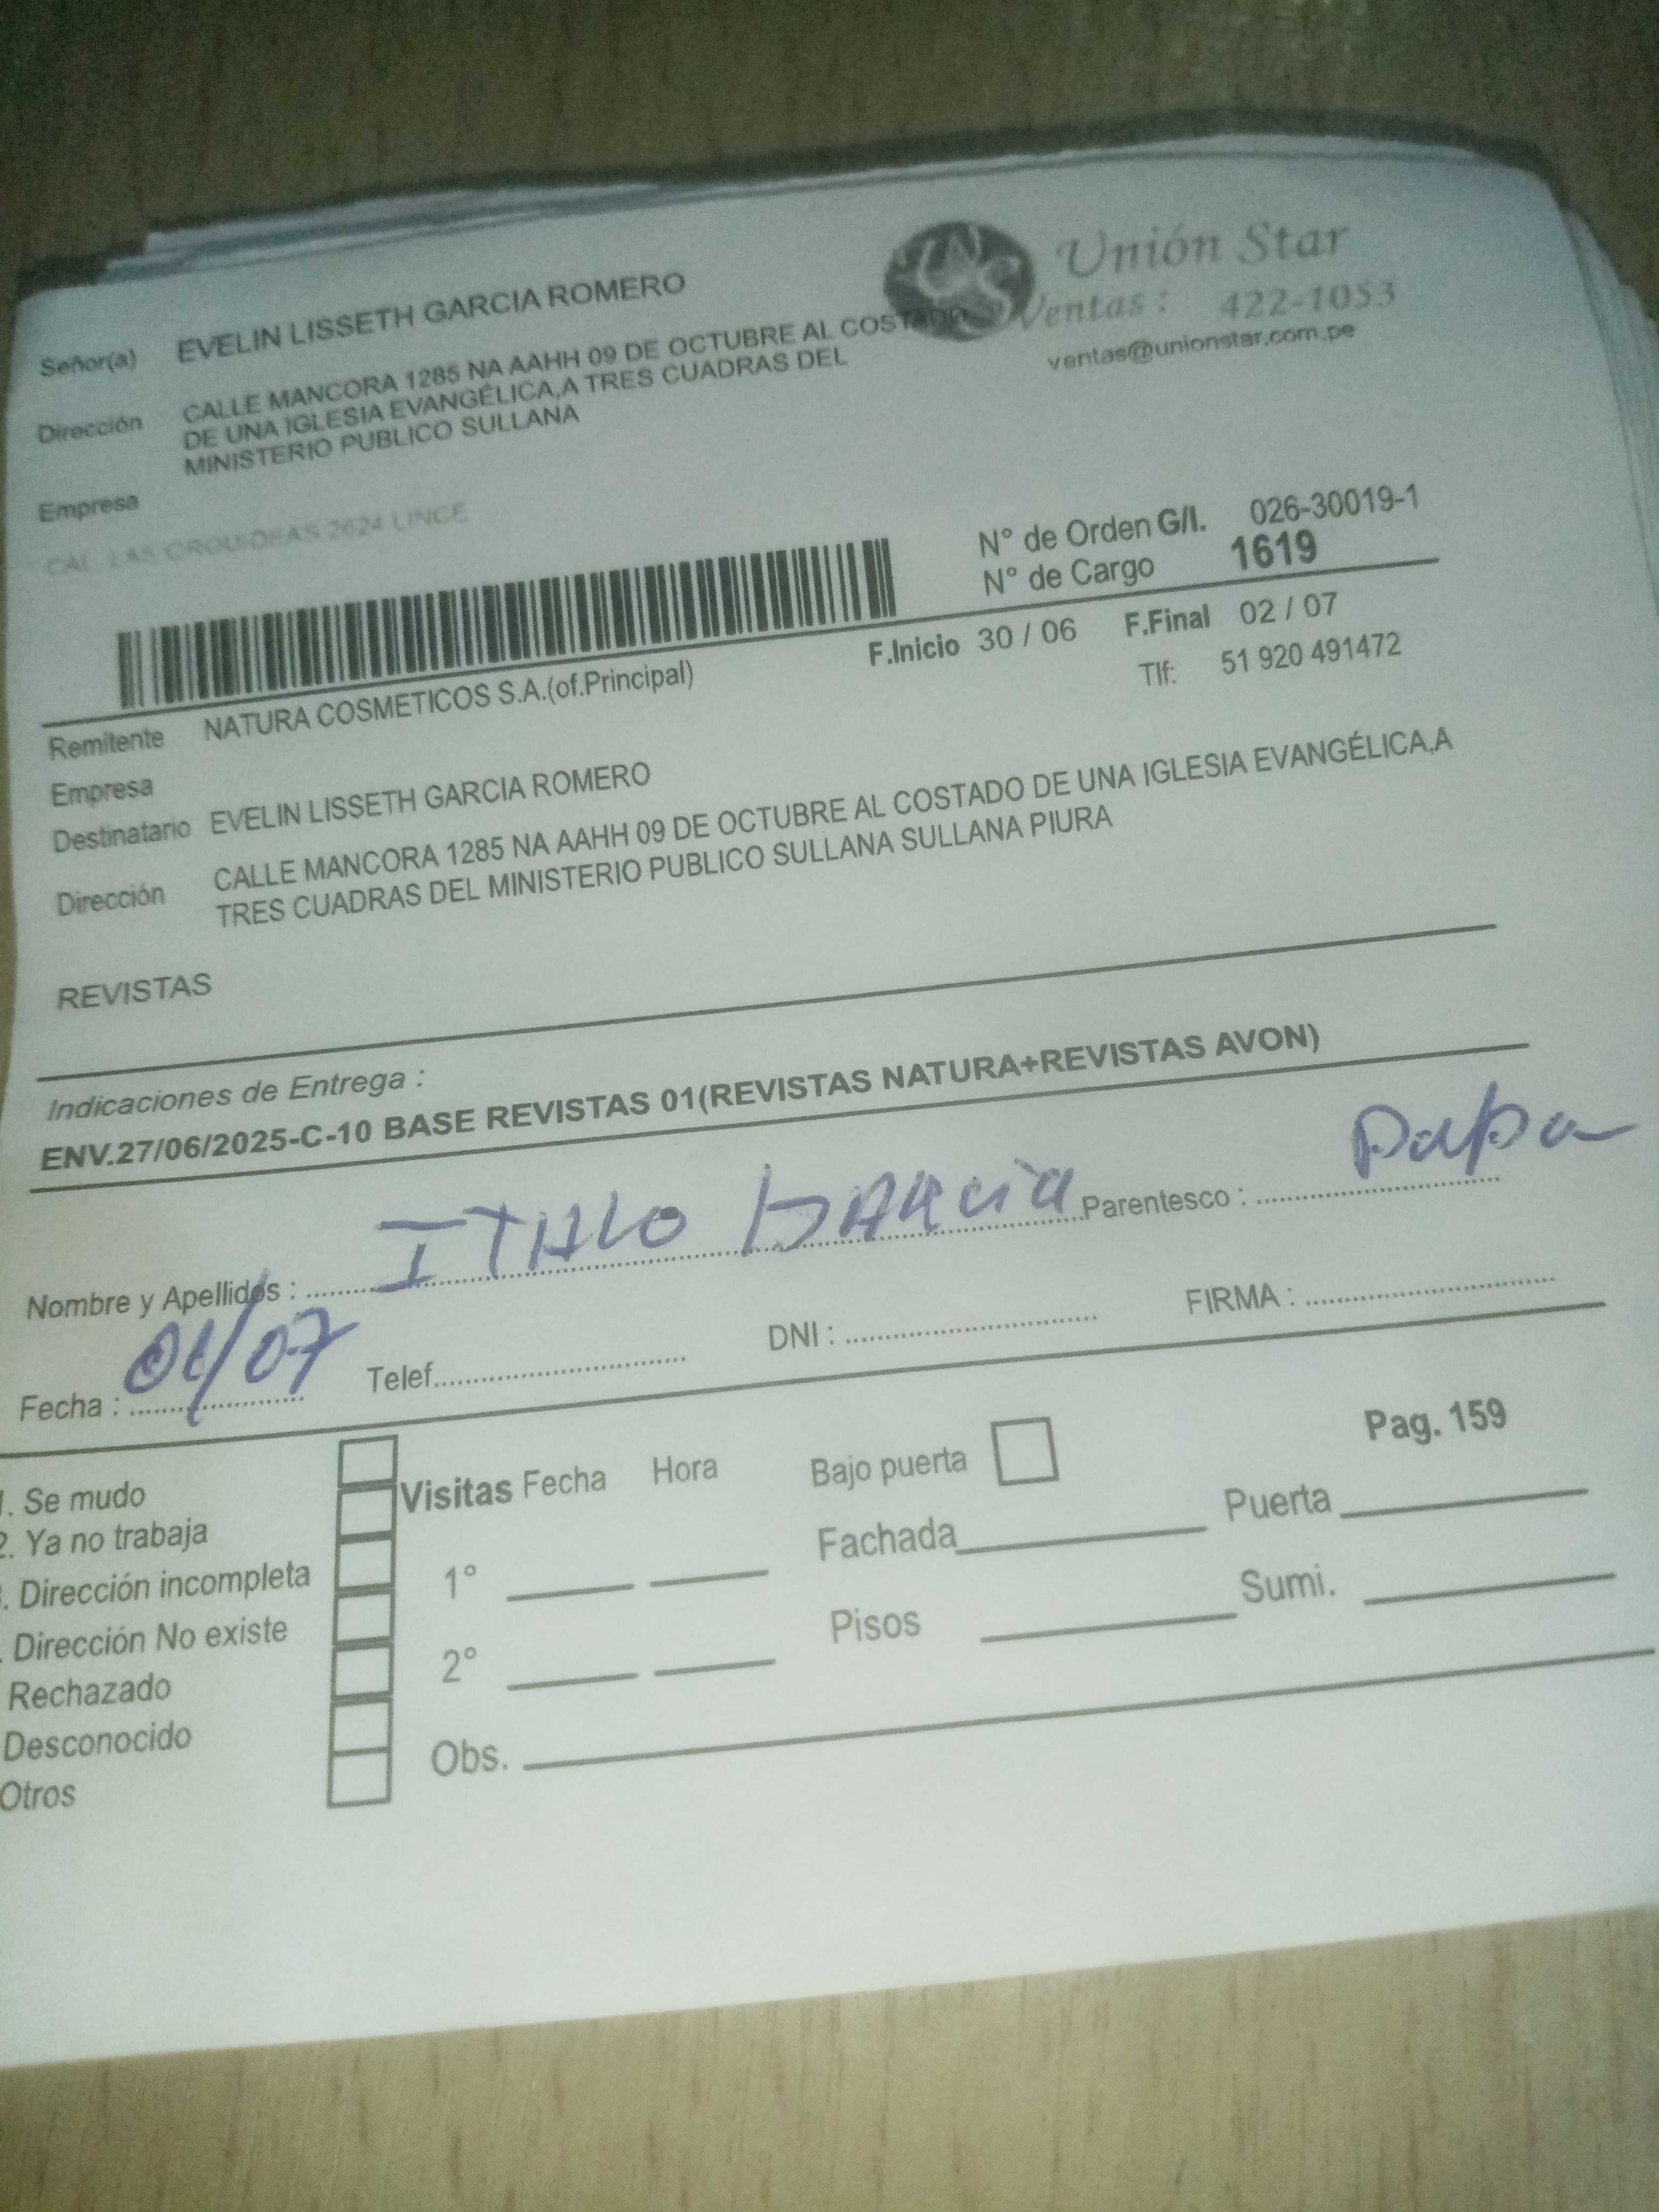 Unión Star
Ventas : 422-1053
ventas@unionstar.com.pe
Señor(a) EVELIN LISSETH GARCIA ROMERO
Dirección CALLE MANCORA 1285 NA AAHH 09 DE OCTUBRE AL COSTADO
DE UNA IGLESIA EVANGÉLICA,A TRES CUADRAS DEL
MINISTERIO PUBLICO SULLANA
Empresa
CAL. LAS ORQUIDEAS 2624 LINCE
N° de Orden G/I. 026-30019-1
N° de Cargo 1619
F.Inicio 30 / 06 F.Final 02 / 07
Tlf: 51 920 491472
Remitente NATURA COSMETICOS S.A.(of.Principal)
Empresa
Destinatario EVELIN LISSETH GARCIA ROMERO
Dirección CALLE MANCORA 1285 NA AAHH 09 DE OCTUBRE AL COSTADO DE UNA IGLESIA EVANGÉLICA,A
TRES CUADRAS DEL MINISTERIO PUBLICO SULLANA SULLANA PIURA
REVISTAS
Indicaciones de Entrega :
ENV.27/06/2025-C-10 BASE REVISTAS 01(REVISTAS NATURA+REVISTAS AVON)
Nombre y Apellidos : ITALO GARCIA Parentesco : Papa
Fecha : 01/07 Telef. DNI : FIRMA :
Pag. 159
1. Se mudo
2. Ya no trabaja
. Dirección incompleta
. Dirección No existe
Rechazado
Desconocido
Otros
Visitas Fecha Hora
1°
2°
Obs.
Bajo puerta
Fachada Puerta
Pisos Sumi.